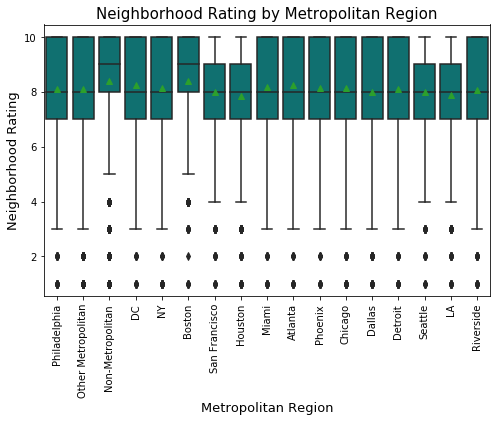 Neighborhood Rating by Metropolitan Region
Neighborhood Rating
10
8
6
4
2
Philadelphia
Other Metropolitan
Non-Metropolitan
DC
NY
Boston
San Francisco
Houston
Miami
Atlanta
Phoenix
Chicago
Dallas
Detroit
Seattle
LA
Riverside
Metropolitan Region